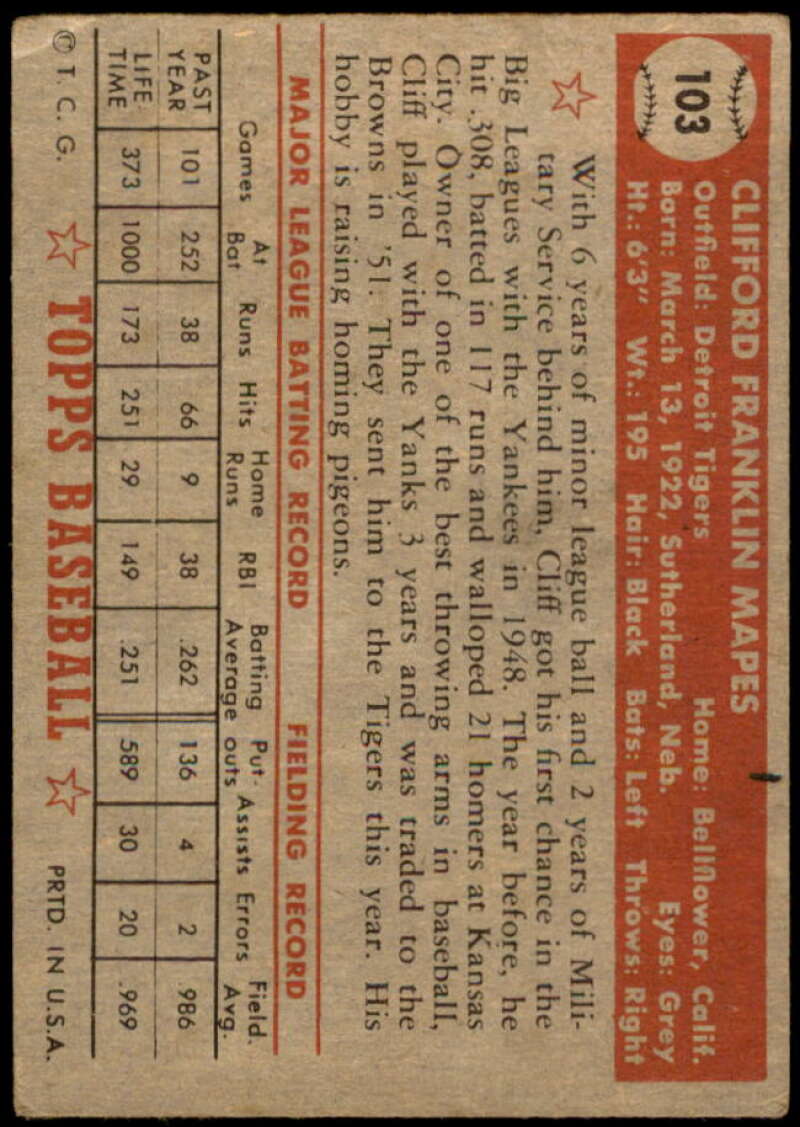 103
CLIFFORD FRANKLIN MAPES
Outfield: Detroit Tigers Home: Bellflower, Calif.
Born: March 13, 1922, Sutherland, Neb. Eyes: Grey
Ht.: 6'3" Wt.: 195 Hair: Black Bats: Left Throws: Right
With 6 years of minor league ball and 2 years of Mili-
tary Service behind him, Cliff got his first chance in the
Big Leagues with the Yankees in 1948. The year before, he
hit .308, batted in 117 runs and walloped 21 homers at Kansas
City. Owner of one of the best throwing arms in baseball,
Cliff played with the Yanks 3 years and was traded to the
Browns in '51. They sent him to the Tigers this year. His
hobby is raising homing pigeons.
MAJOR LEAGUE BATTING RECORD FIELDING RECORD
Games At Bat Runs Hits Home Runs RBI Batting Average Put-outs Assists Errors Field. Avg.
PAST YEAR 101 252 38 66 9 38 .262 136 4 2 .986
LIFE TIME 373 1000 173 251 29 149 .251 589 30 20 .969
© T. C. G. TOPPS BASEBALL PRTD. IN U.S.A.